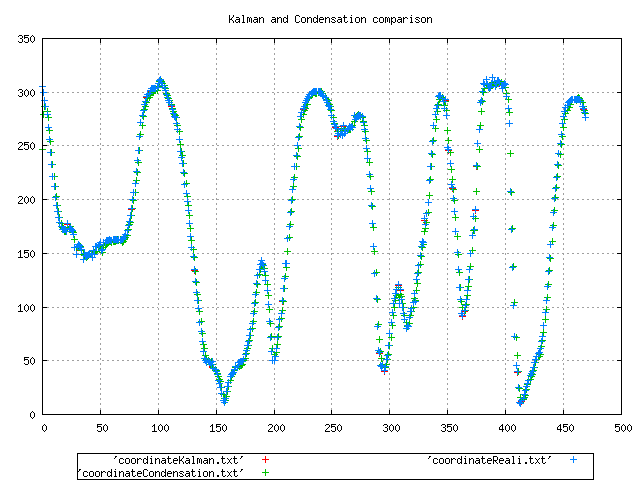 Kalman and Condensation comparison
350
300
250
200
150
100
50
0
0 50 100 150 200 250 300 350 400 450 500
'coordinateKalman.txt' 'coordinateReali.txt'
'coordinateCondensation.txt'